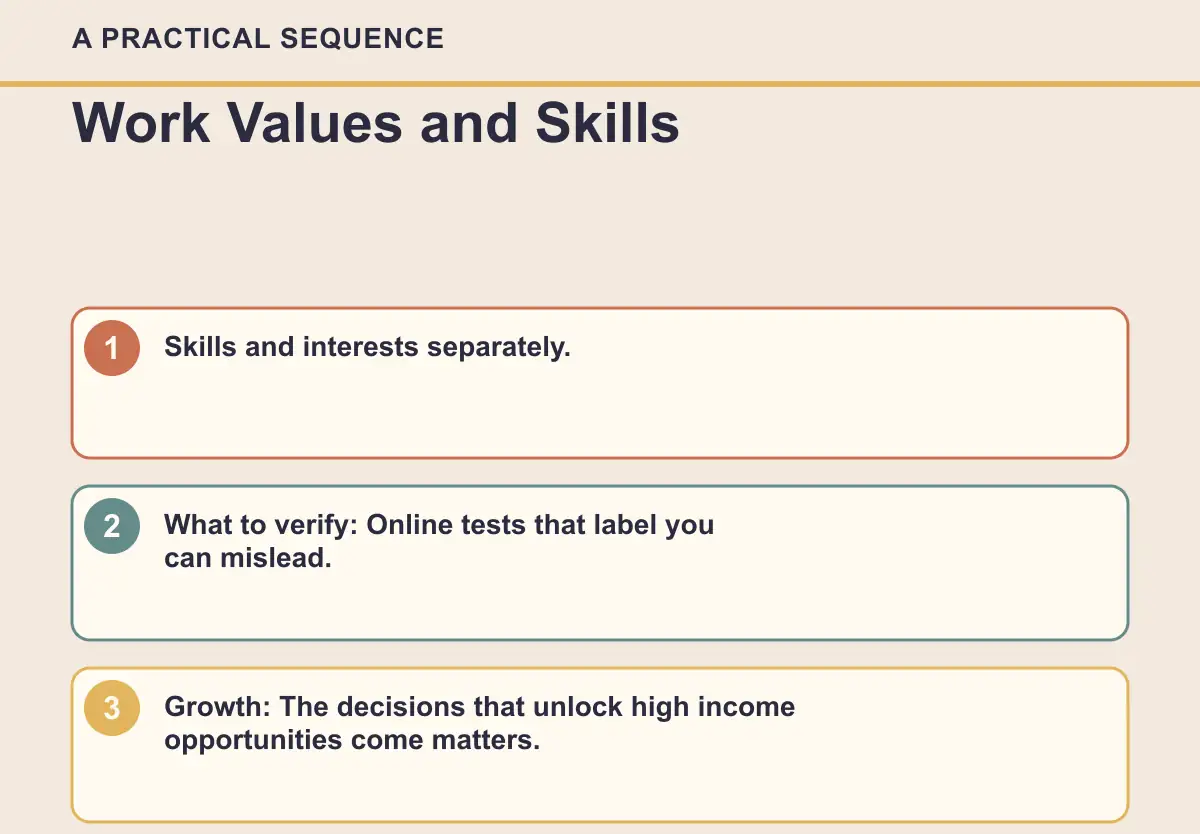 A PRACTICAL SEQUENCE
Work Values and Skills
1
Skills and interests separately.
2
What to verify: Online tests that label you
can mislead.
3
Growth: The decisions that unlock high income
opportunities come matters.